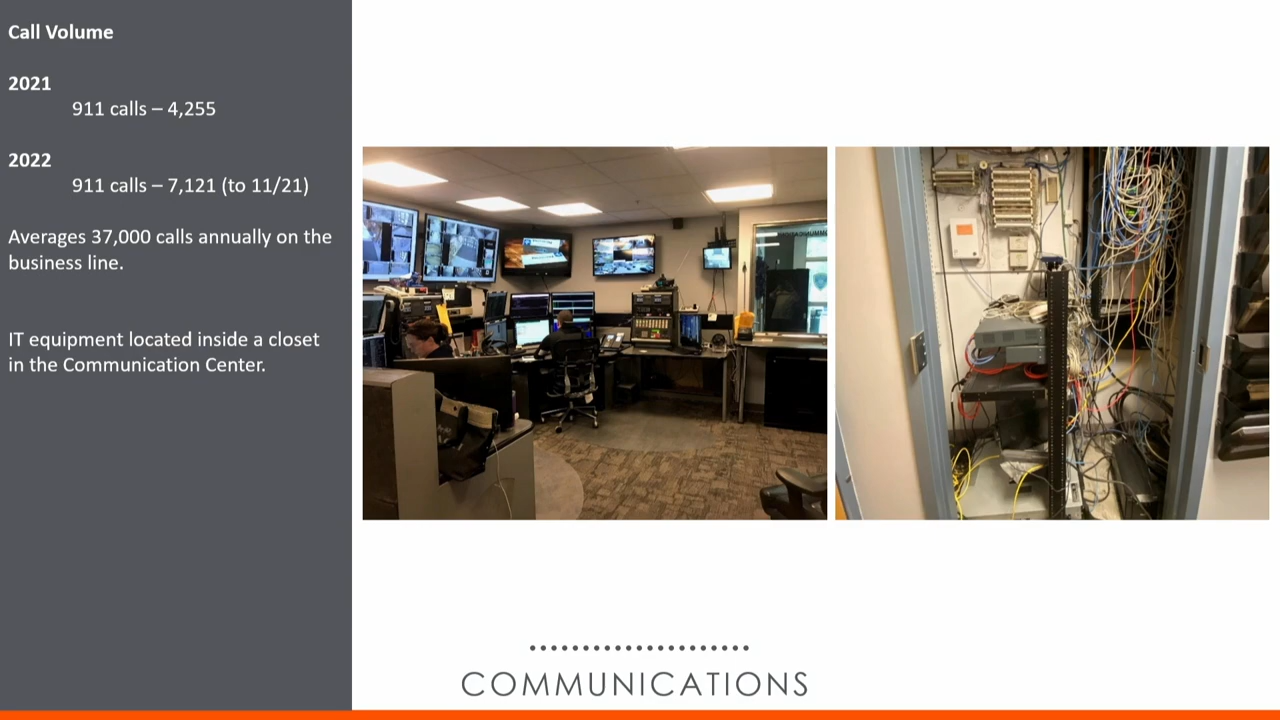 Call Volume
2021
911 calls – 4,255
2022
911 calls – 7,121 (to 11/21)
Averages 37,000 calls annually on the
business line.
IT equipment located inside a closet
in the Communication Center.
COMMUNICATIONS